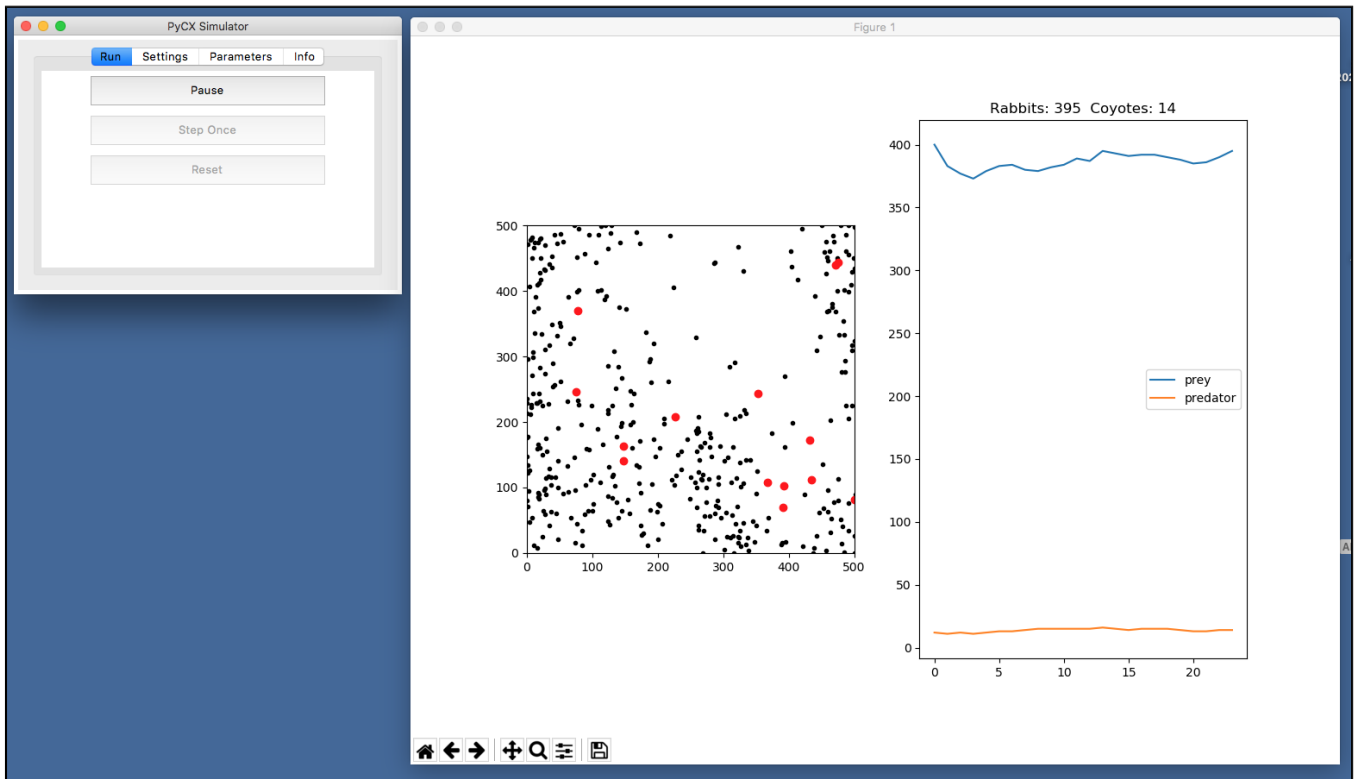 PyCX Simulator
Run Settings Parameters Info
Pause
Step Once
Reset
Figure 1
Rabbits: 395 Coyotes: 14
500
400
300
200
100
0
0 100 200 300 400 500
400
350
300
250
200
150
100
50
0
0 5 10 15 20
prey
predator